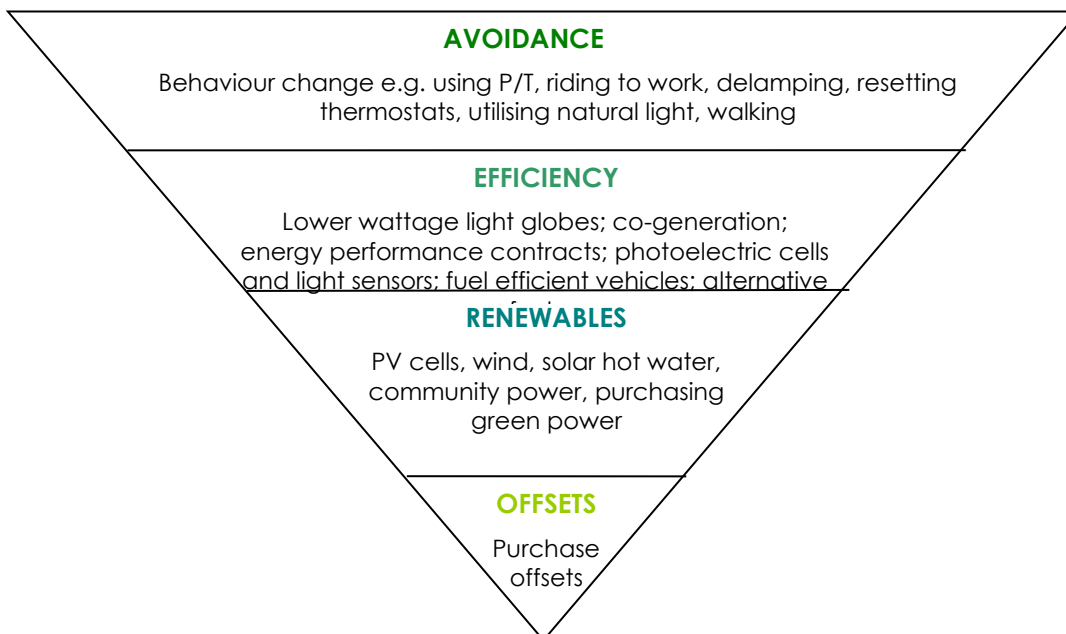 AVOIDANCE
Behaviour change e.g. using P/T, riding to work, delamping, resetting
thermostats, utilising natural light, walking
EFFICIENCY
Lower wattage light globes; co-generation;
energy performance contracts; photoelectric cells
and light sensors; fuel efficient vehicles; alternative
RENEWABLES
PV cells, wind, solar hot water,
community power, purchasing
green power
OFFSETS
Purchase
offsets